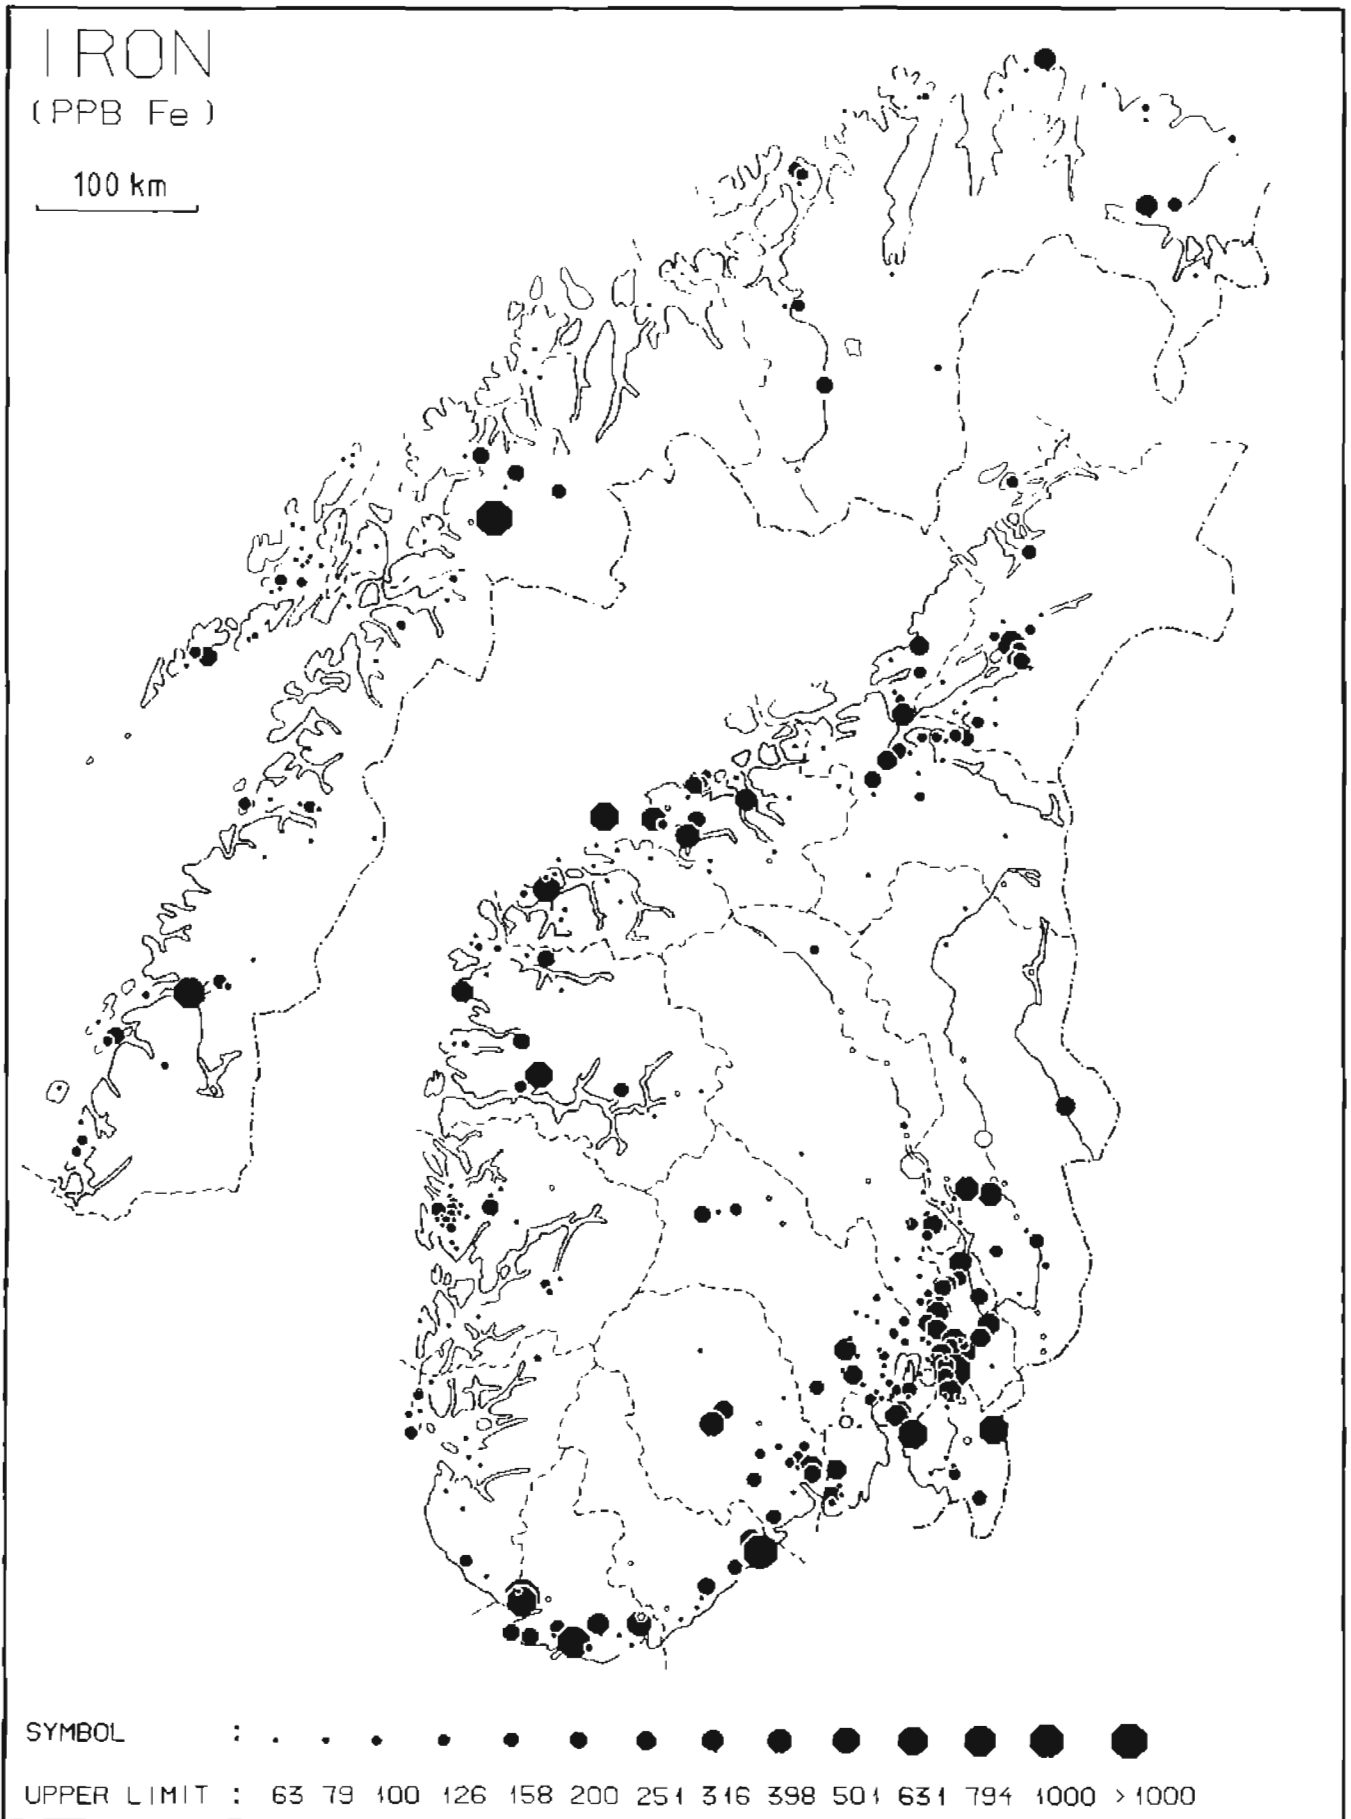 IRON
(PPB Fe)
100 km
SYMBOL :
UPPER LIMIT : 63 79 100 126 158 200 251 316 398 501 631 794 1000 >1000